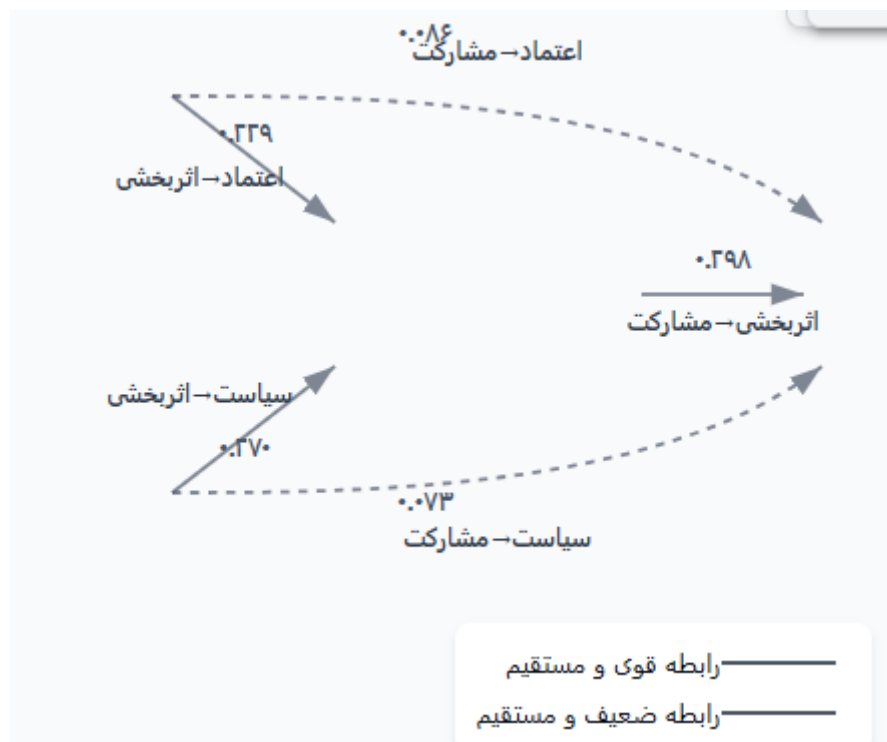 ۰.۰۸۶
اعتماد→مشارکت
۰.۲۲۹
اعتماد→اثربخشی
۰.۲۹۸
اثربخشی→مشارکت
سیاست→اثربخشی
۰.۲۷۰
۰.۰۷۳
سیاست→مشارکت
رابطه قوی و مستقیم
رابطه ضعیف و مستقیم